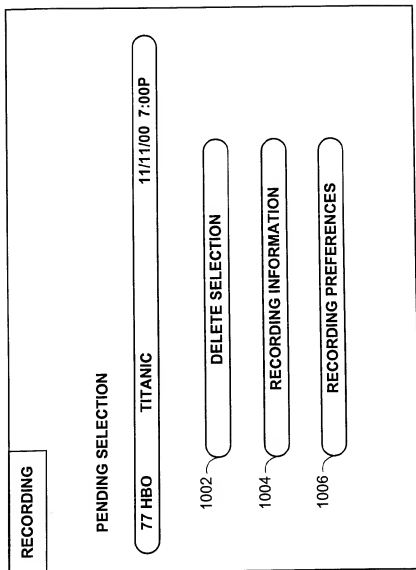 RECORDING
PENDING SELECTION
77 HBO TITANIC 11/11/00 7:00P
1002 DELETE SELECTION
1004 RECORDING INFORMATION
1006 RECORDING PREFERENCES